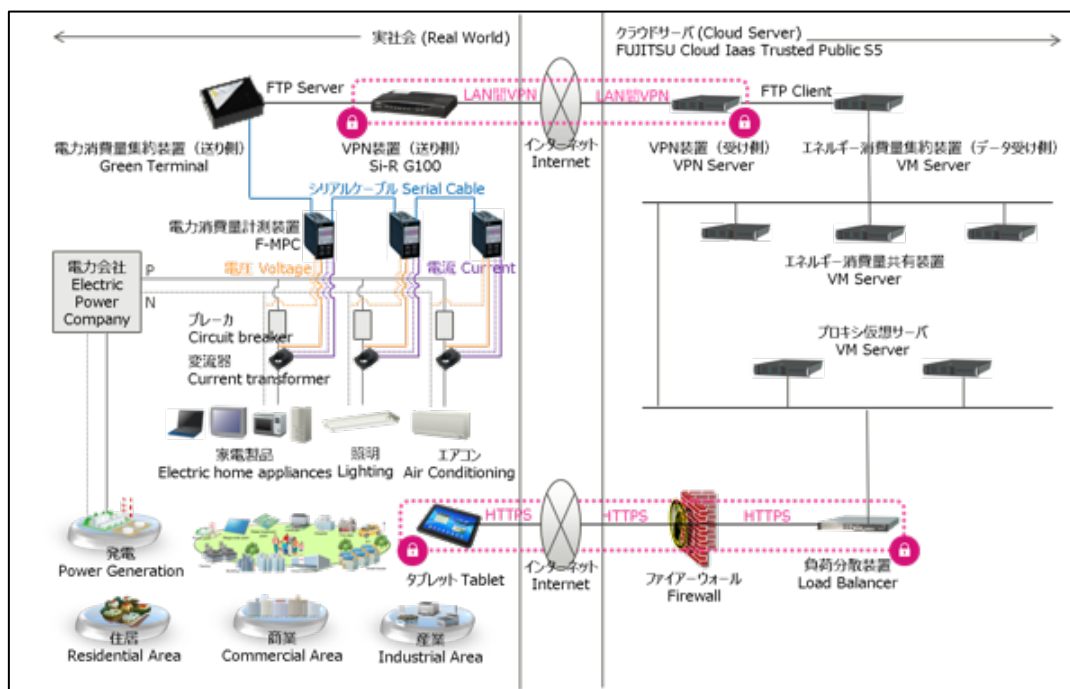 実社会 (Real World)
クラウドサーバ (Cloud Server)
FUJITSU Cloud Iaas Trusted Public S5
FTP Server
LAN間VPN
LAN間VPN
FTP Client
電力消費量集約装置（送り側）
Green Terminal
VPN装置（送り側）
Si-R G100
インターネット
Internet
VPN装置（受け側）
VPN Server
エネルギー消費量集約装置（データ受け側）
VM Server
シリアルケーブル Serial Cable
電力消費量計測装置
F-MPC
電圧 Voltage
電流 Current
エネルギー消費量共有装置
VM Server
電力会社
Electric
Power
Company
P
N
ブレーカ
Circuit breaker
変流器
Current transformer
プロキシ仮想サーバ
VM Server
家電製品
Electric home appliances
照明
Lighting
エアコン
Air Conditioning
HTTPS
HTTPS
HTTPS
発電
Power Generation
タブレット Tablet
インターネット
Internet
ファイアーウォール
Firewall
負荷分散装置
Load Balancer
住居
Residential Area
商業
Commercial Area
産業
Industrial Area